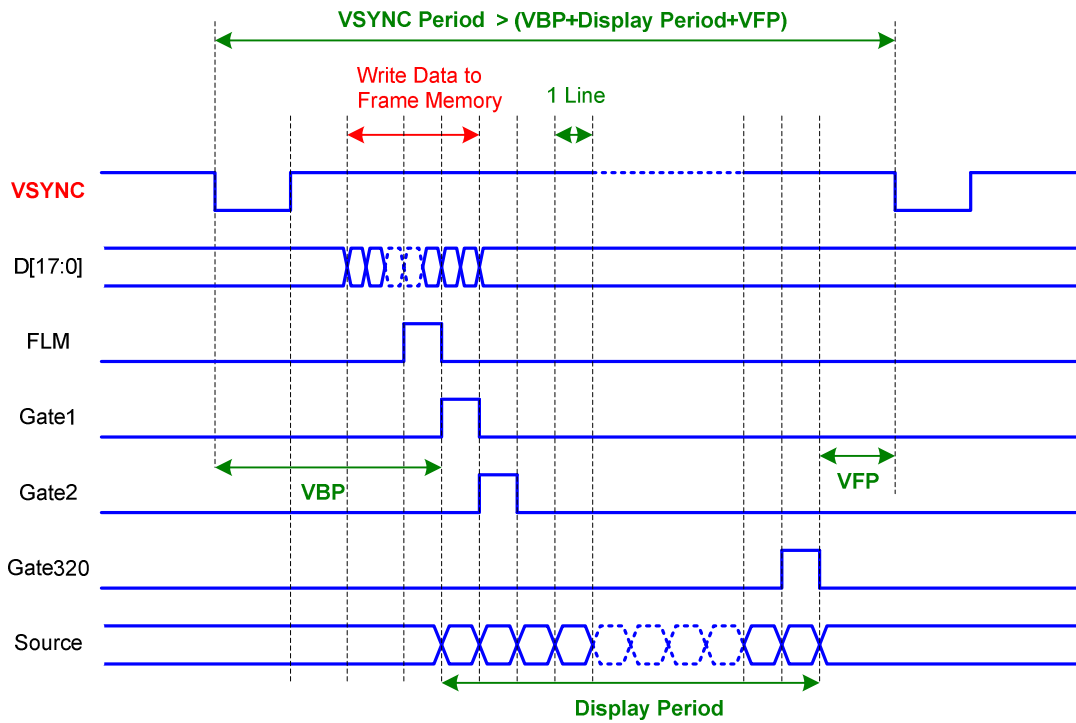 VSYNC Period > (VBP+Display Period+VFP)
Write Data to
Frame Memory
1 Line
VSYNC
D[17:0]
FLM
Gate1
VBP
VFP
Gate2
Gate320
Source
Display Period